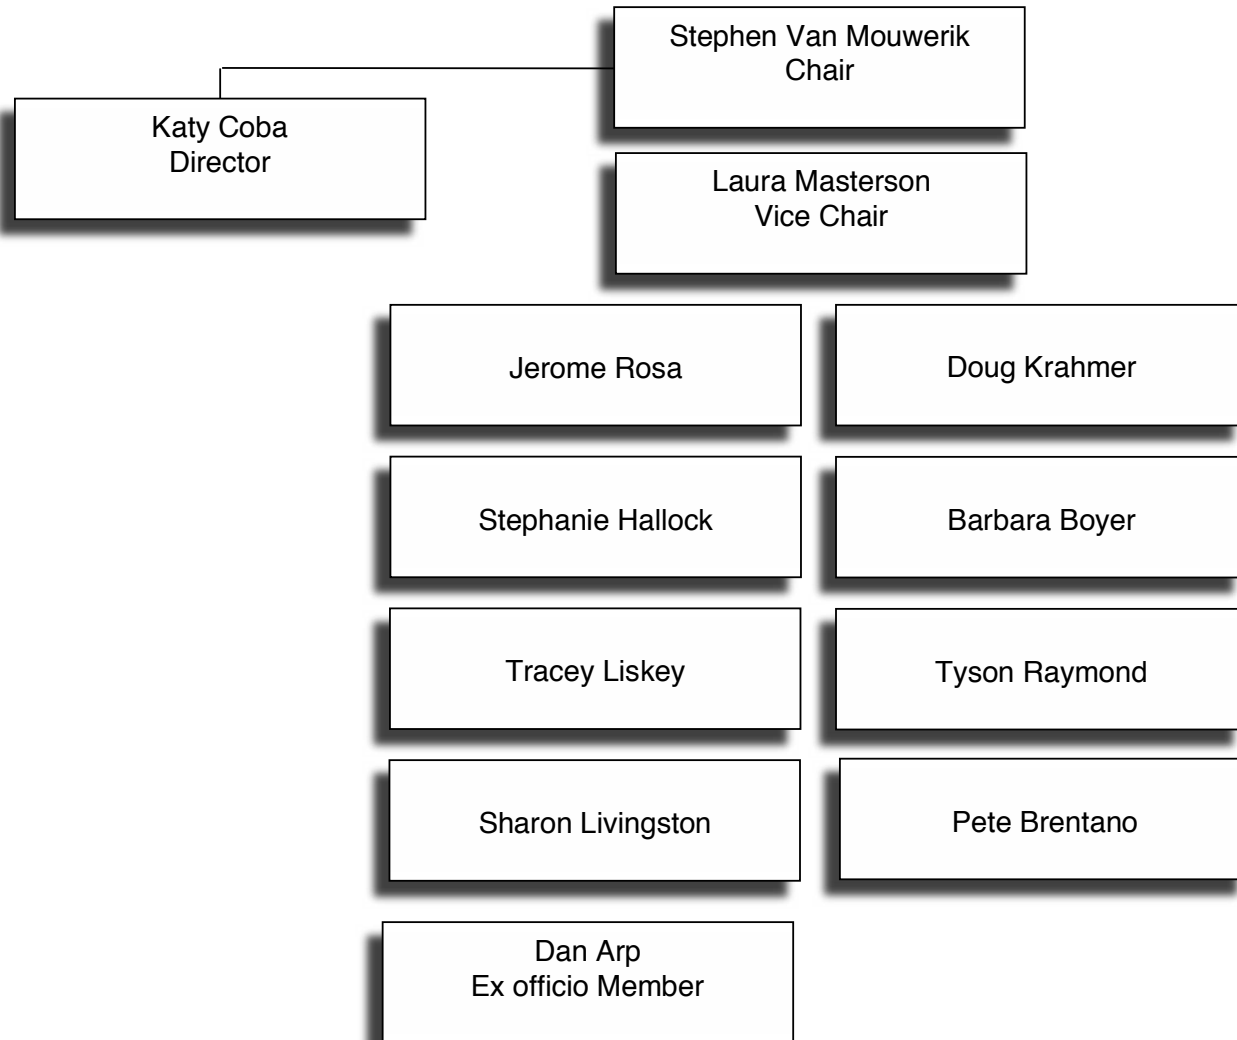 Stephen Van Mouwerik
Chair
Katy Coba
Director
Laura Masterson
Vice Chair
Jerome Rosa
Doug Krahmer
Stephanie Hallock
Barbara Boyer
Tracey Liskey
Tyson Raymond
Sharon Livingston
Pete Brentano
Dan Arp
Ex officio Member